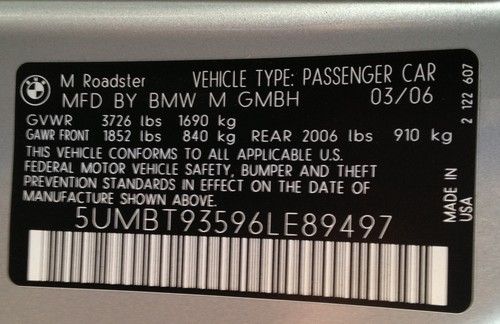 BMW
M Roadster VEHICLE TYPE: PASSENGER CAR
MFD BY BMW M GMBH 03/06
GVWR 3726 lbs 1690 kg
GAWR FRONT 1852 lbs 840 kg REAR 2006 lbs 910 kg
THIS VEHICLE CONFORMS TO ALL APPLICABLE U.S.
FEDERAL MOTOR VEHICLE SAFETY, BUMPER AND THEFT
PREVENTION STANDARDS IN EFFECT ON THE DATE OF
MANUFACTURE SHOWN ABOVE.
5UMBT93596LE89497
2 122 607
MADE IN
USA